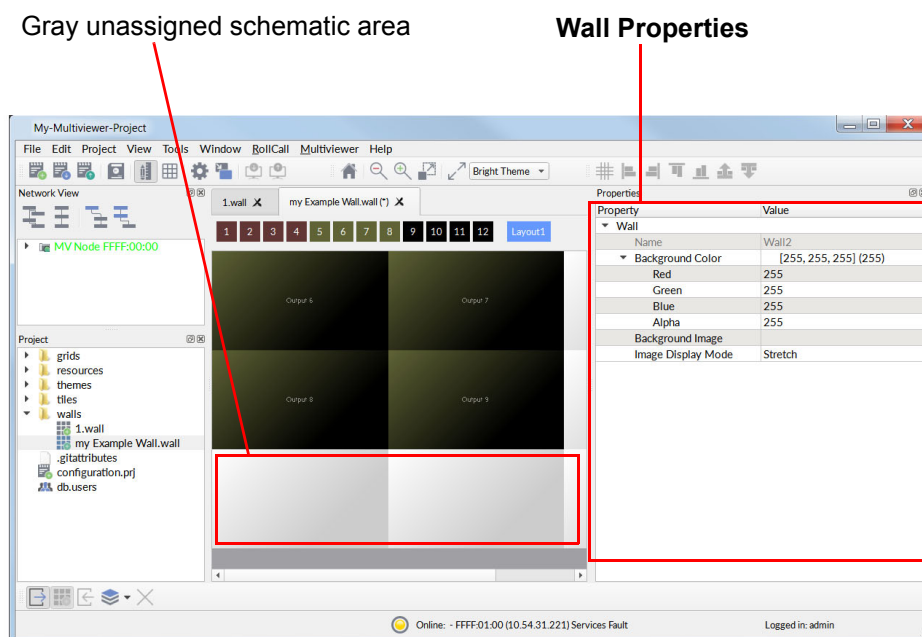 Gray unassigned schematic area
Wall Properties
My-Multiviewer-Project
File Edit Project View Tools Window RollCall Multiviewer Help
Bright Theme
Network View
MV Node FFFF:00:00
Project
grids
resources
themes
tiles
walls
1.wall
my Example Wall.wall
.gitattributes
configuration.prj
db.users
1.wall
my Example Wall.wall (*)
1 2 3 4 5 6 7 8 9 10 11 12 Layout1
Output 6 Output 7
Output 8 Output 9
Properties
Property Value
Wall
Name Wall2
Background Color [255, 255, 255] (255)
Red 255
Green 255
Blue 255
Alpha 255
Background Image
Image Display Mode Stretch
Online: - FFFF:01:00 (10.54.31.221) Services Fault
Logged in: admin